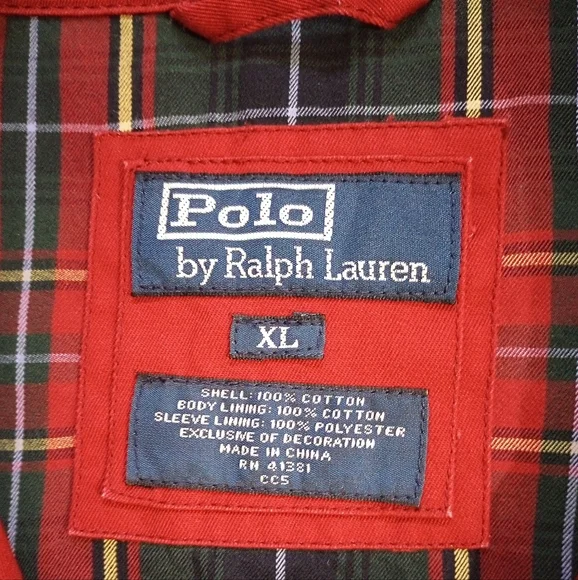 Polo
by Ralph Lauren
XL
SHELL: 100% COTTON
BODY LINING: 100% COTTON
SLEEVE LINING: 100% POLYESTER
EXCLUSIVE OF DECORATION
MADE IN CHINA
RN 41381
CC5